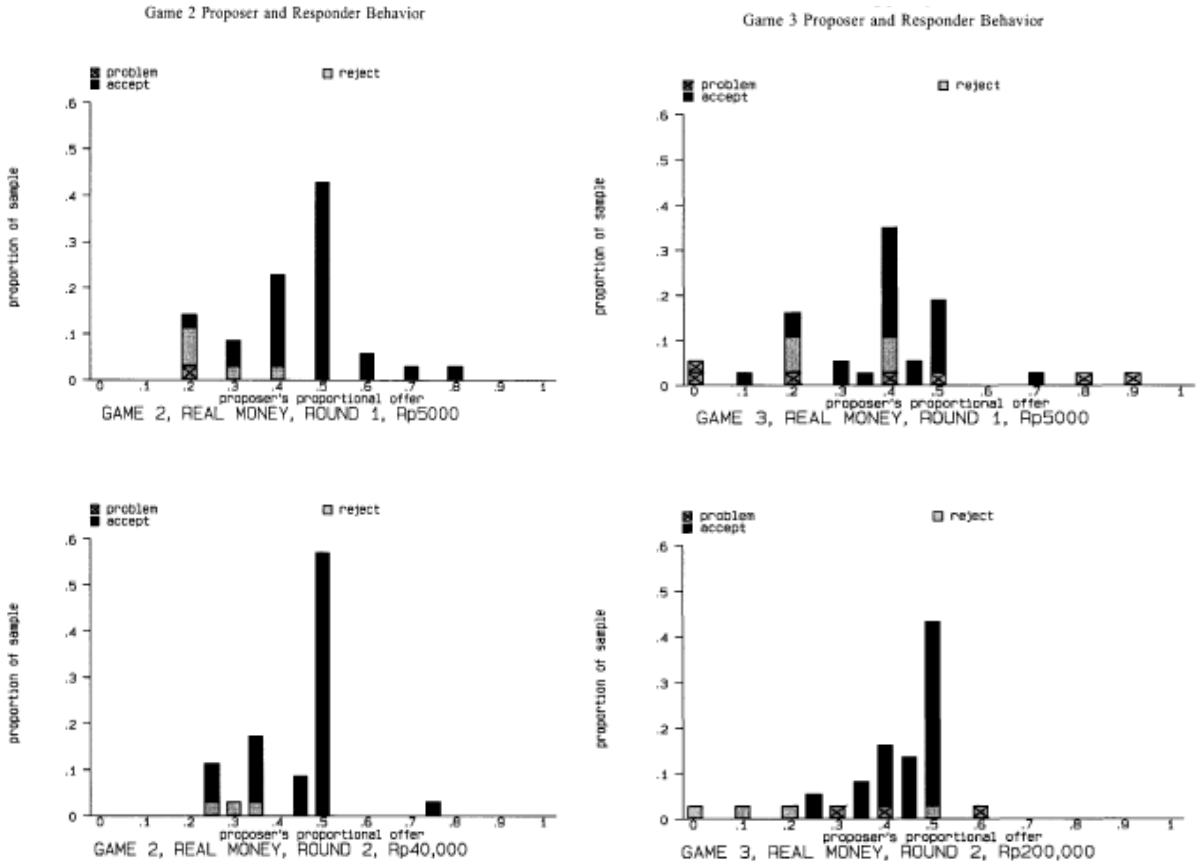 Game 2 Proposer and Responder Behavior
problem
accept
reject
.6
.5
.4
.3
.2
.1
0
proportion of sample
0 .1 .2 .3 .4 .5 .6 .7 .8 .9 1
proposer's proportional offer
GAME 2, REAL MONEY, ROUND 1, Rp5000
problem
accept
reject
.6
.5
.4
.3
.2
.1
0
proportion of sample
0 .1 .2 .3 .4 .5 .6 .7 .8 .9 1
proposer's proportional offer
GAME 2, REAL MONEY, ROUND 2, Rp40,000
Game 3 Proposer and Responder Behavior
problem
accept
reject
.6
.5
.4
.3
.2
.1
0
proportion of sample
0 .1 .2 .3 .4 .5 .6 .7 .8 .9 1
proposer's proportional offer
GAME 3, REAL MONEY, ROUND 1, Rp5000
problem
accept
reject
.6
.5
.4
.3
.2
.1
0
proportion of sample
0 .1 .2 .3 .4 .5 .6 .7 .8 .9 1
proposer's proportional offer
GAME 3, REAL MONEY, ROUND 2, Rp200,000